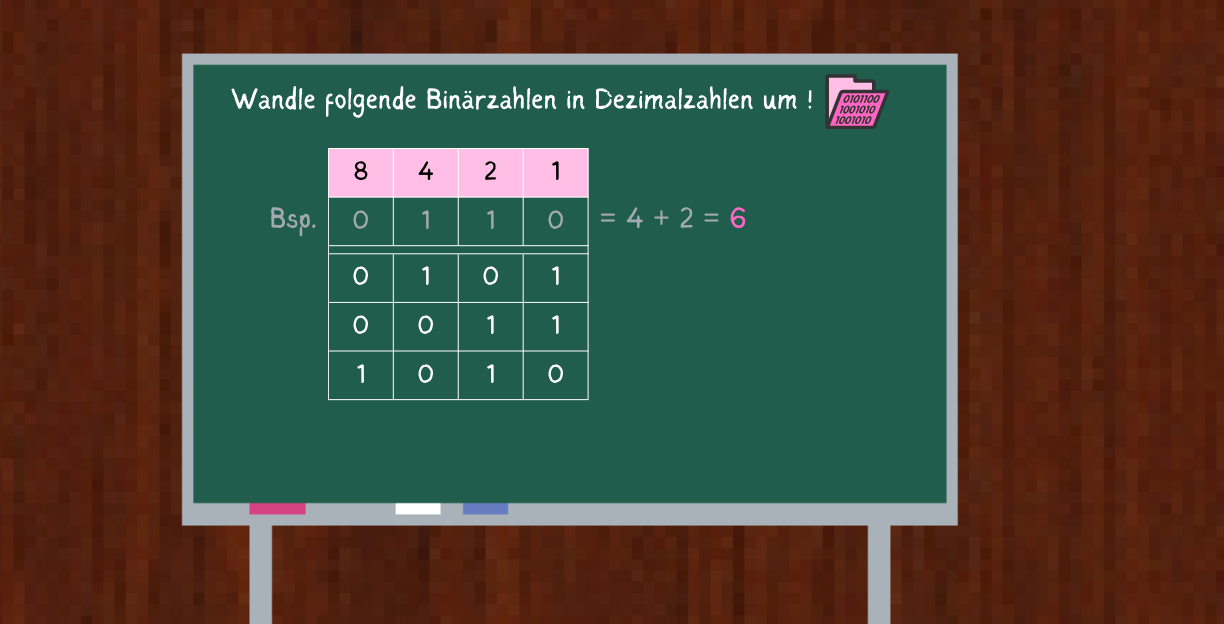 Wandle folgende Binärzahlen in Dezimalzahlen um !
0101100
1001010
1001010
8 4 2 1
Bsp. 0 1 1 0 = 4 + 2 = 6
0 1 0 1
0 0 1 1
1 0 1 0